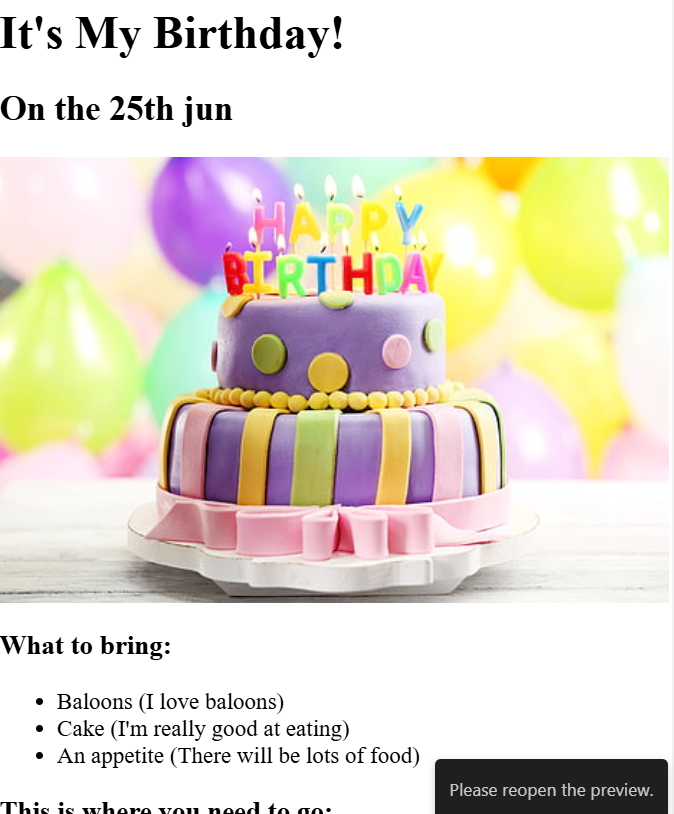 It's My Birthday!
On the 25th jun
HAPPY
BIRTHDAY
What to bring:
Baloons (I love baloons)
Cake (I'm really good at eating)
An appetite (There will be lots of food)
Please reopen the preview.
This is where you need to go: